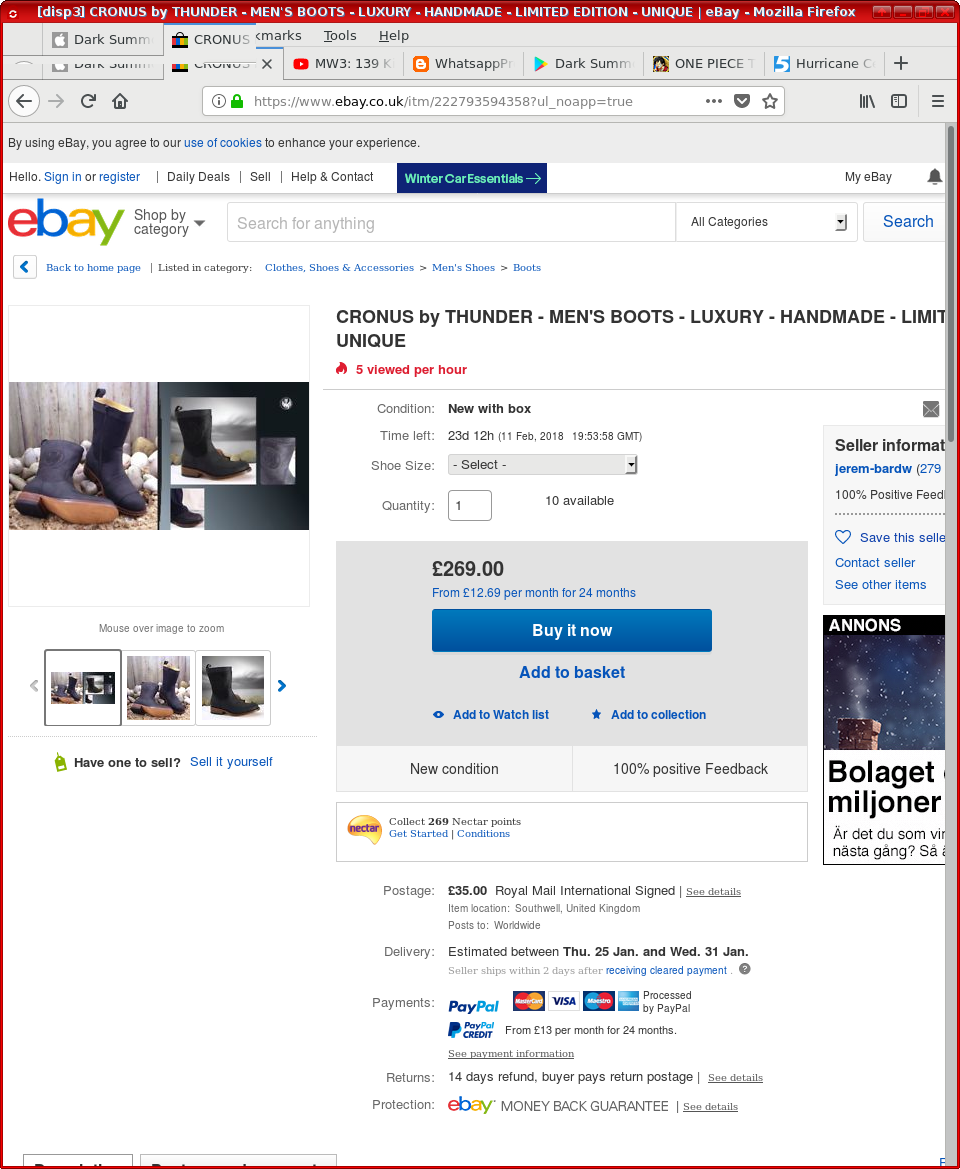 [disp3] CRONUS by THUNDER - MEN'S BOOTS - LUXURY - HANDMADE - LIMITED EDITION - UNIQUE | eBay - Mozilla Firefox
Dark Summ CRONUS kmarks Tools Help
Dark Summ CRONUS MW3: 139 K WhatsappPr Dark Summ ONE PIECE T Hurricane C
https://www.ebay.co.uk/itm/222793594358?ul_noapp=true
By using eBay, you agree to our use of cookies to enhance your experience.
Hello. Sign in or register | Daily Deals | Sell | Help & Contact Winter Car Essentials My eBay
ebay Shop by category Search for anything All Categories Search
Back to home page | Listed in category: Clothes, Shoes & Accessories > Men's Shoes > Boots
CRONUS by THUNDER - MEN'S BOOTS - LUXURY - HANDMADE - LIMIT
UNIQUE
5 viewed per hour
Condition: New with box
Time left: 23d 12h (11 Feb, 2018 19:53:58 GMT)
Shoe Size: - Select -
Quantity: 1 10 available
£269.00
From £12.69 per month for 24 months
Buy it now
Add to basket
Add to Watch list Add to collection
New condition 100% positive Feedback
Mouse over image to zoom
Have one to sell? Sell it yourself
Seller informat
jerem-bardw (279
100% Positive Feed
Save this selle
Contact seller
See other items
ANNONS
Bolaget
miljoner
Är det du som vin
nästa gång? Så
nectar Collect 269 Nectar points
Get Started | Conditions
Postage: £35.00 Royal Mail International Signed | See details
Item location: Southwell, United Kingdom
Posts to: Worldwide
Delivery: Estimated between Thu. 25 Jan. and Wed. 31 Jan.
Seller ships within 2 days after receiving cleared payment . ?
Payments: PayPal MasterCard VISA Maestro Processed
by PayPal
PayPal CREDIT From £13 per month for 24 months.
See payment information
Returns: 14 days refund, buyer pays return postage | See details
Protection: ebay MONEY BACK GUARANTEE | See details